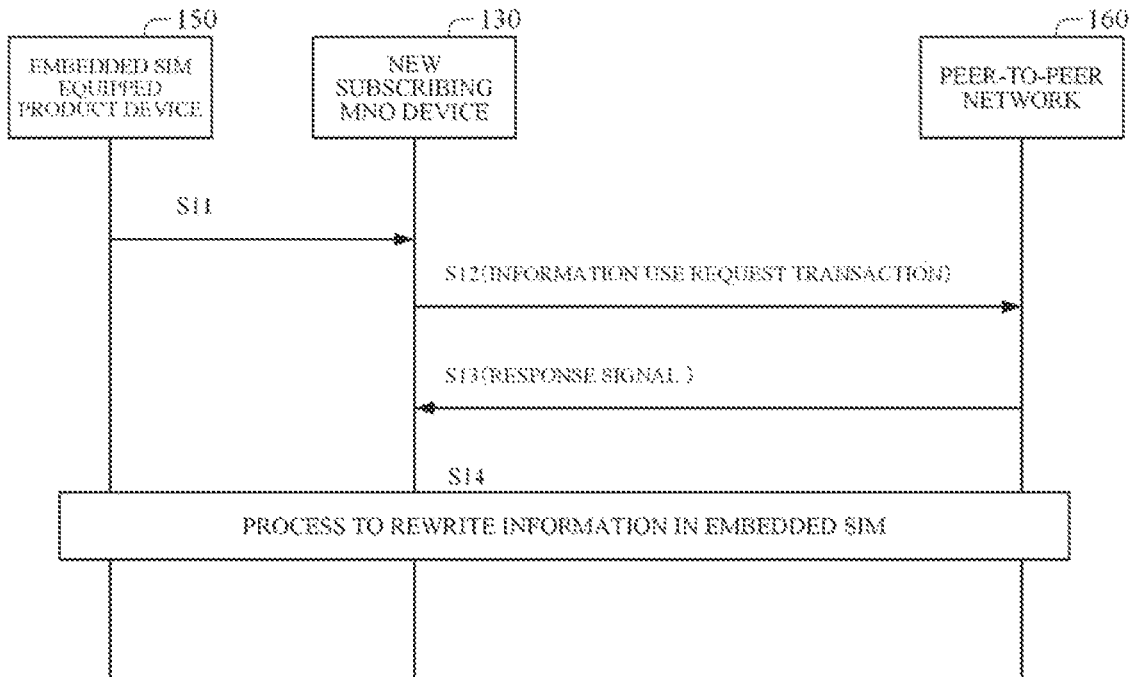 150
EMBEDDED SIM
EQUIPPED
PRODUCT DEVICE
130
NEW
SUBSCRIBING
MNO DEVICE
160
PEER-TO-PEER
NETWORK
S11
S12(INFORMATION USE REQUEST TRANSACTION)
S13(RESPONSE SIGNAL )
S14
PROCESS TO REWRITE INFORMATION IN EMBEDDED SIM